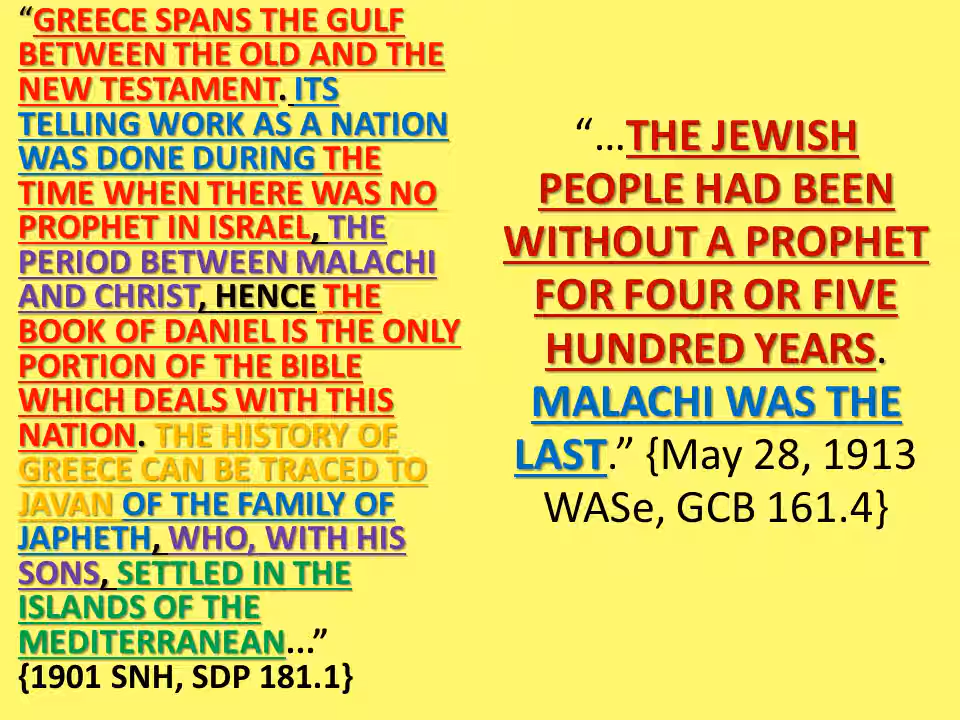 “GREECE SPANS THE GULF
BETWEEN THE OLD AND THE
NEW TESTAMENT. ITS
TELLING WORK AS A NATION
WAS DONE DURING THE
TIME WHEN THERE WAS NO
PROPHET IN ISRAEL, THE
PERIOD BETWEEN MALACHI
AND CHRIST, HENCE THE
BOOK OF DANIEL IS THE ONLY
PORTION OF THE BIBLE
WHICH DEALS WITH THIS
NATION. THE HISTORY OF
GREECE CAN BE TRACED TO
JAVAN OF THE FAMILY OF
JAPHETH, WHO, WITH HIS
SONS, SETTLED IN THE
ISLANDS OF THE
MEDITERRANEAN...”
{1901 SNH, SDP 181.1}
“ …THE JEWISH
PEOPLE HAD BEEN
WITHOUT A PROPHET
FOR FOUR OR FIVE
HUNDRED YEARS.
MALACHI WAS THE
LAST.” {May 28, 1913
WASe, GCB 161.4}